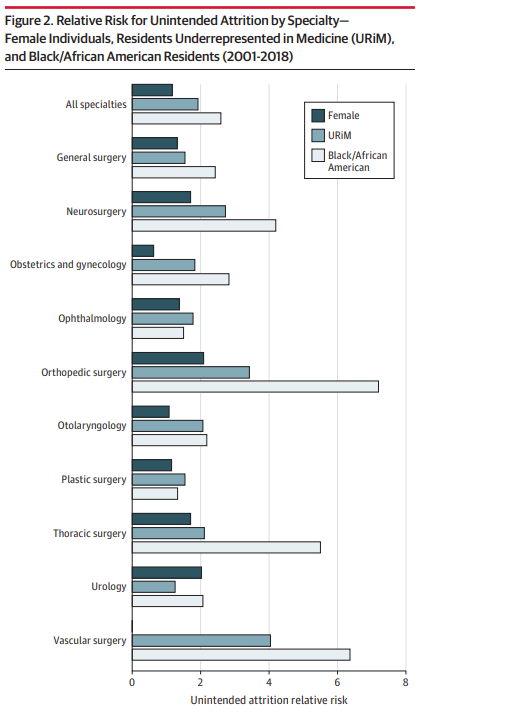 Figure 2. Relative Risk for Unintended Attrition by Specialty—
Female Individuals, Residents Underrepresented in Medicine (URiM),
and Black/African American Residents (2001-2018)
All specialties
General surgery
Neurosurgery
Obstetrics and gynecology
Ophthalmology
Orthopedic surgery
Otolaryngology
Plastic surgery
Thoracic surgery
Urology
Vascular surgery
Female
URiM
Black/African
American
0 2 4 6 8
Unintended attrition relative risk